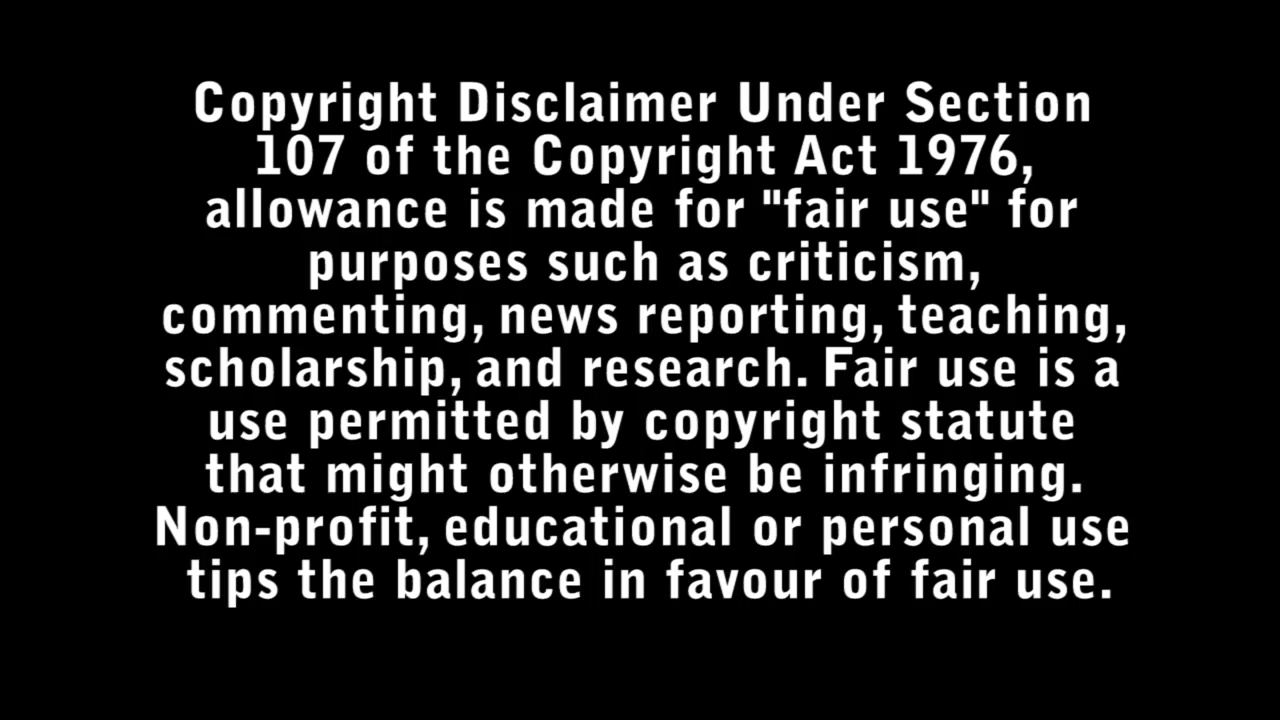 Copyright Disclaimer Under Section
107 of the Copyright Act 1976,
allowance is made for "fair use" for
purposes such as criticism,
commenting, news reporting, teaching,
scholarship, and research. Fair use is a
use permitted by copyright statute
that might otherwise be infringing.
Non-profit, educational or personal use
tips the balance in favour of fair use.